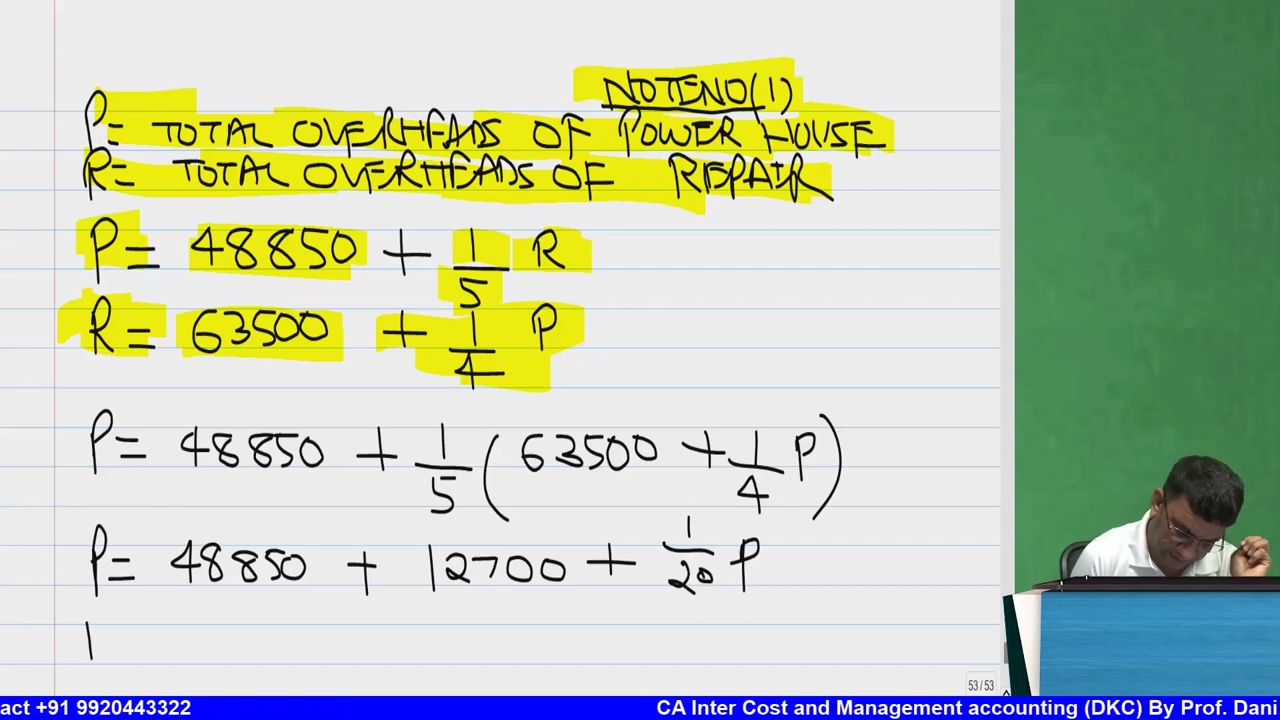 NOTENO(1)
P= TOTAL OVERHEADS OF POWER HOUSE
R= TOTAL OVERHEADS OF REPAIR
P= 48850 + 1/5 R
R= 63500 + 1/4 P
P= 48850 + 1/5 (63500 + 1/4 P)
P= 48850 + 12700 + 1/20 P
53/53
act +91 9920443322 CA Inter Cost and Management accounting (DKC) By Prof. Dani